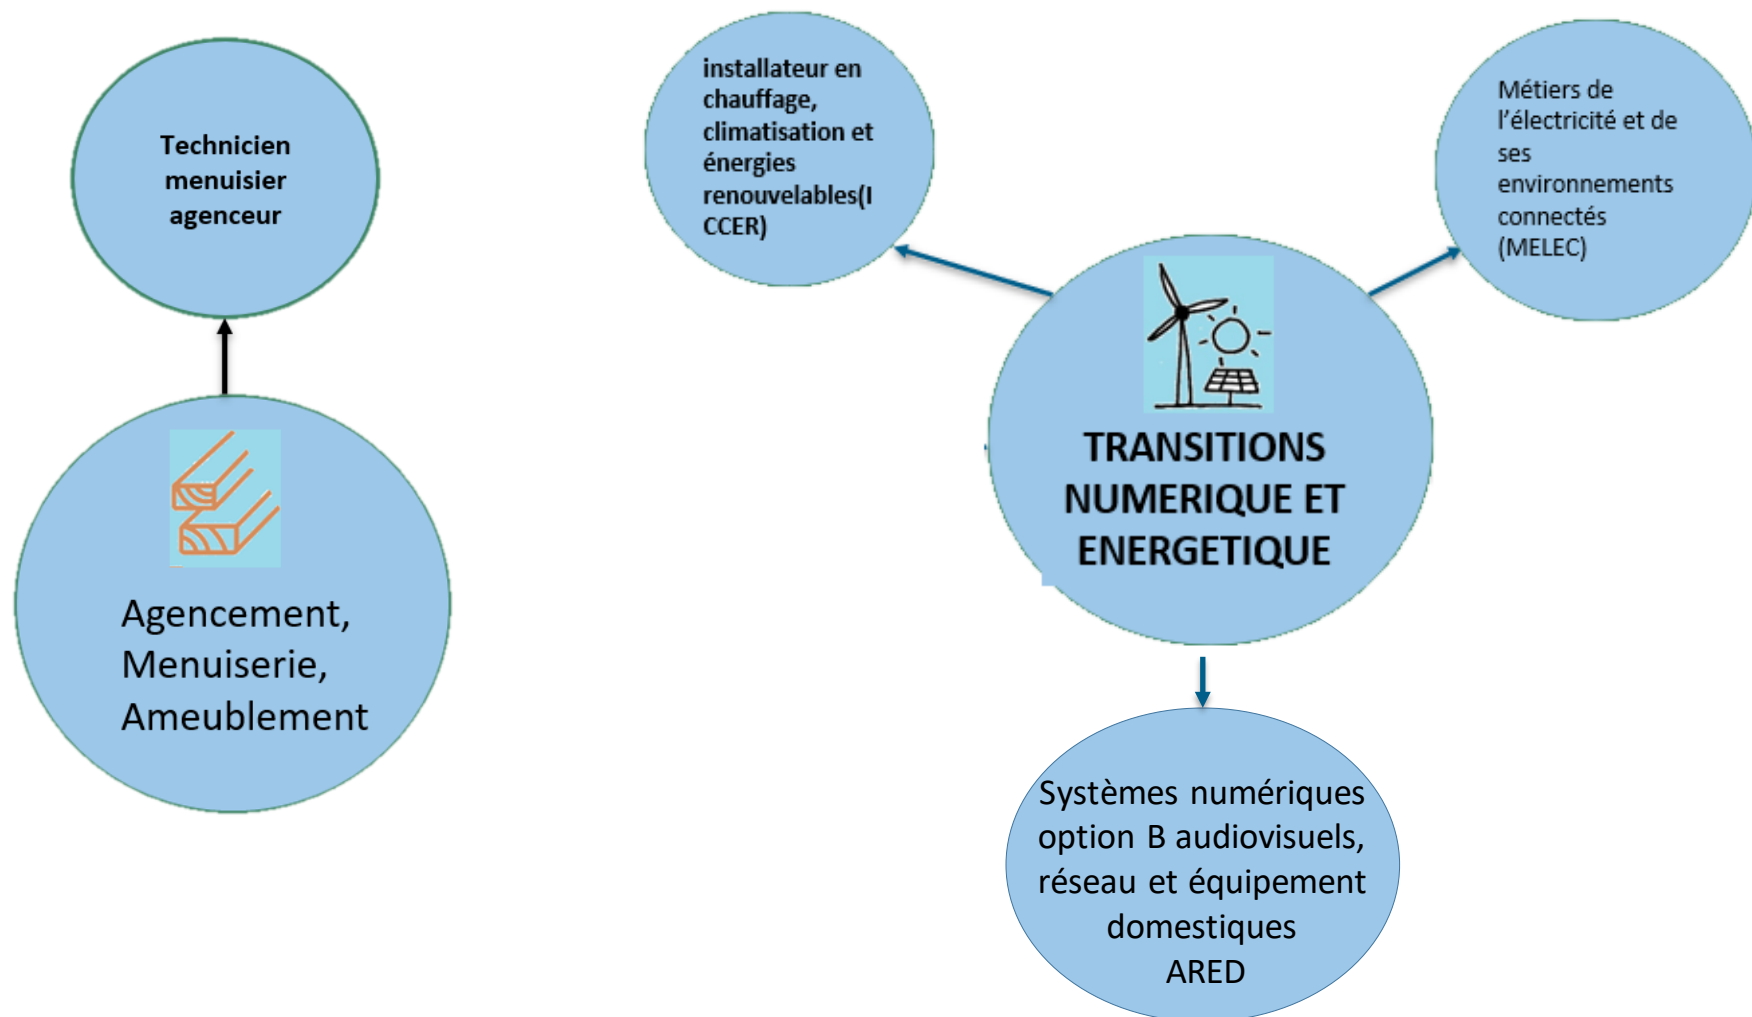 Technicien
menuisier
agenceur
Agencement,
Menuiserie,
Ameublement
installateur en
chauffage,
climatisation et
énergies
renouvelables(I
CCER)
Métiers de
l'électricité et de
ses
environnements
connectés
(MELEC)
TRANSITIONS
NUMERIQUE ET
ENERGETIQUE
Systèmes numériques
option B audiovisuels,
réseau et équipement
domestiques
ARED